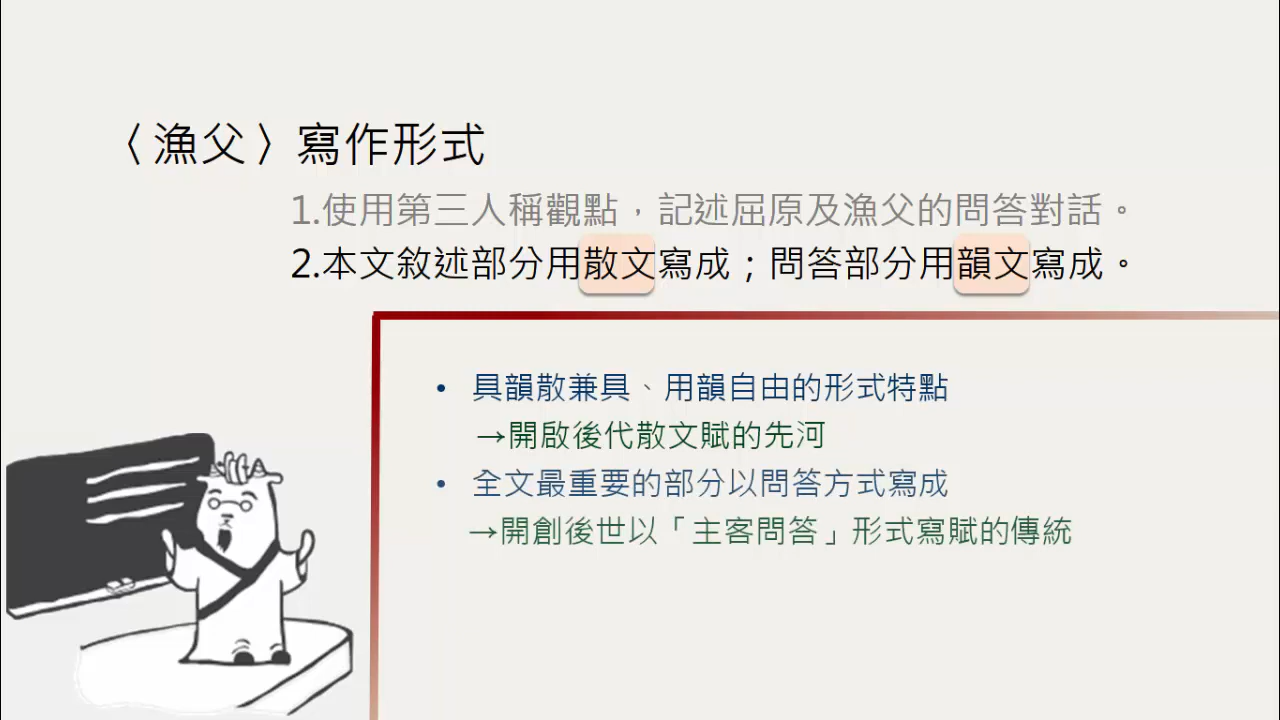 〈漁父〉寫作形式
1.使用第三人稱觀點，記述屈原及漁父的問答對話。
2.本文敘述部分用散文寫成；問答部分用韻文寫成。
• 具韻散兼具、用韻自由的形式特點
→開啟後代散文賦的先河
• 全文最重要的部分以問答方式寫成
→開創後世以「主客問答」形式寫賦的傳統